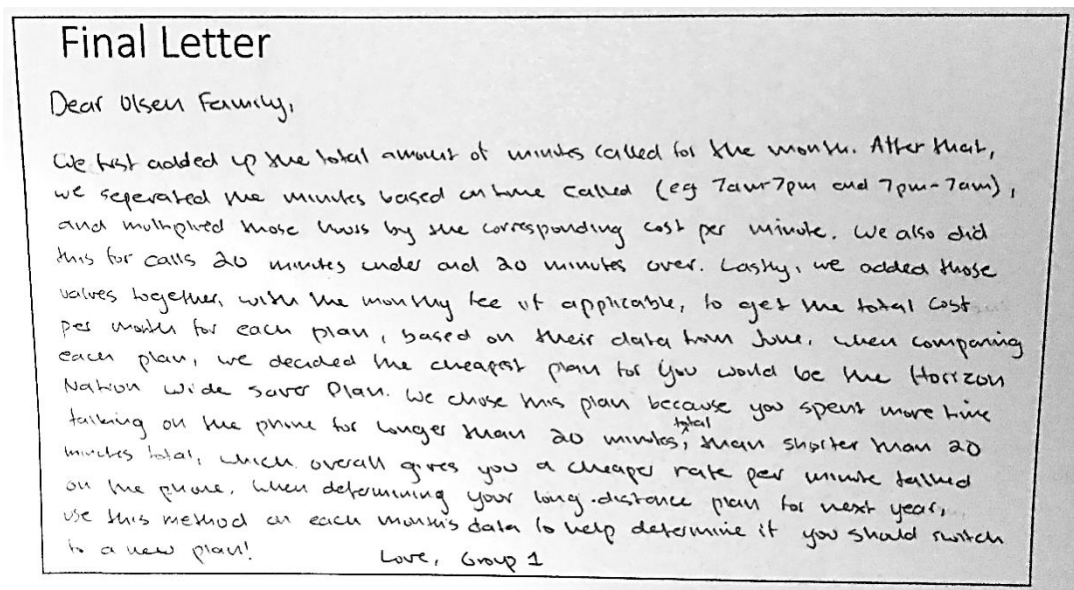 Final Letter
Dear Olsen Family,
We first added up the total amount of minutes called for the month. After that,
we seperated the minutes based on time called (eg 7am-7pm and 7pm-7am),
and multiplied those by the corresponding cost per minute. We also did
this for calls 20 minutes under and 20 minutes over. Lastly, we added those
values together, with the monthly fee if applicable, to get the total cost
per month for each plan, based on their data from June. When comparing
each plan, we decided the cheapest plan for you would be the Horizon
Nation Wide Saver Plan. We chose this plan because you spent more time
talking on the phone for longer than 20 minutes total, than shorter than 20
minutes total, which overall gives you a cheaper rate per minute talked
on the phone. When determining your long-distance plan for next year,
use this method on each month's data to help determine if you should switch
to a new plan!
Love, Group 1